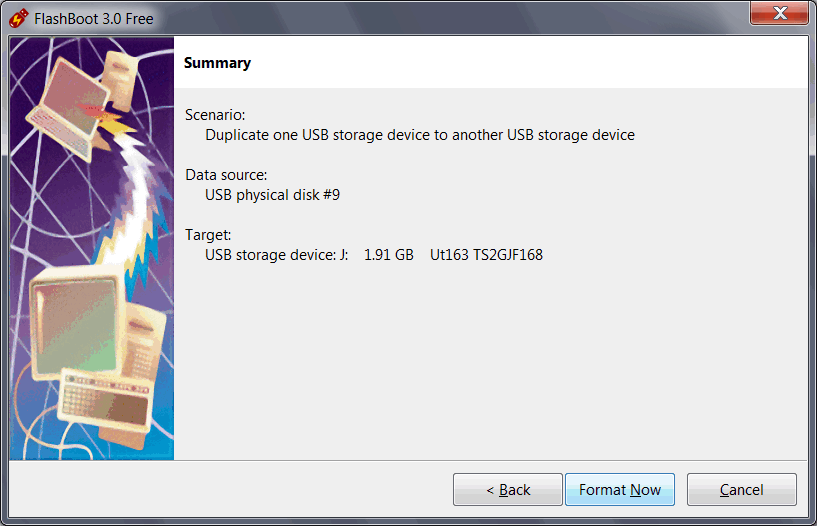 FlashBoot 3.0 Free
Summary
Scenario:
Duplicate one USB storage device to another USB storage device
Data source:
USB physical disk #9
Target:
USB storage device: J: 1.91 GB Ut163 TS2GJF168
< Back Format Now Cancel